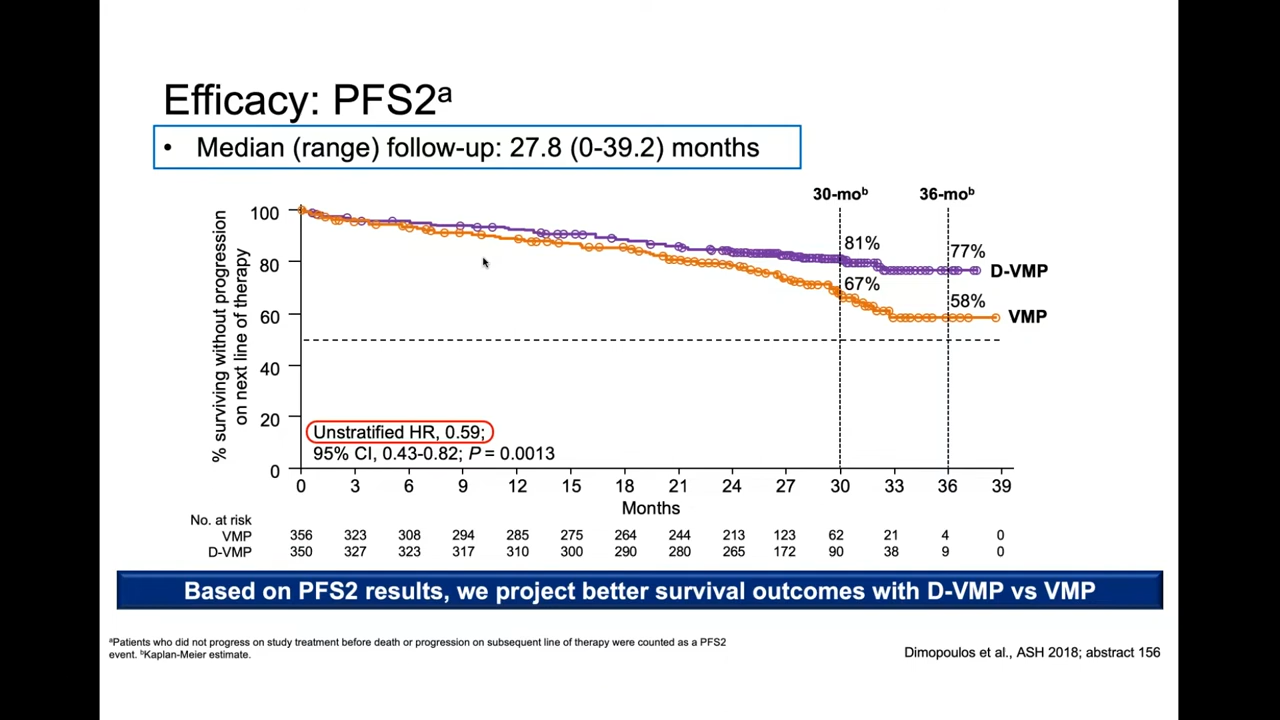 Efficacy: PFS2ᵃ
• Median (range) follow-up: 27.8 (0-39.2) months
% surviving without progression
on next line of therapy
100
80
60
40
20
0
30-moᵇ
36-moᵇ
81%
77%
D-VMP
67%
58%
VMP
Unstratified HR, 0.59;
95% CI, 0.43-0.82; P = 0.0013
0 3 6 9 12 15 18 21 24 27 30 33 36 39
Months
No. at risk
VMP 356 323 308 294 285 275 264 244 213 123 62 21 4 0
D-VMP 350 327 323 317 310 300 290 280 265 172 90 38 9 0
Based on PFS2 results, we project better survival outcomes with D-VMP vs VMP
ᵃPatients who did not progress on study treatment before death or progression on subsequent line of therapy were counted as a PFS2
event. ᵇKaplan-Meier estimate.
Dimopoulos et al., ASH 2018; abstract 156